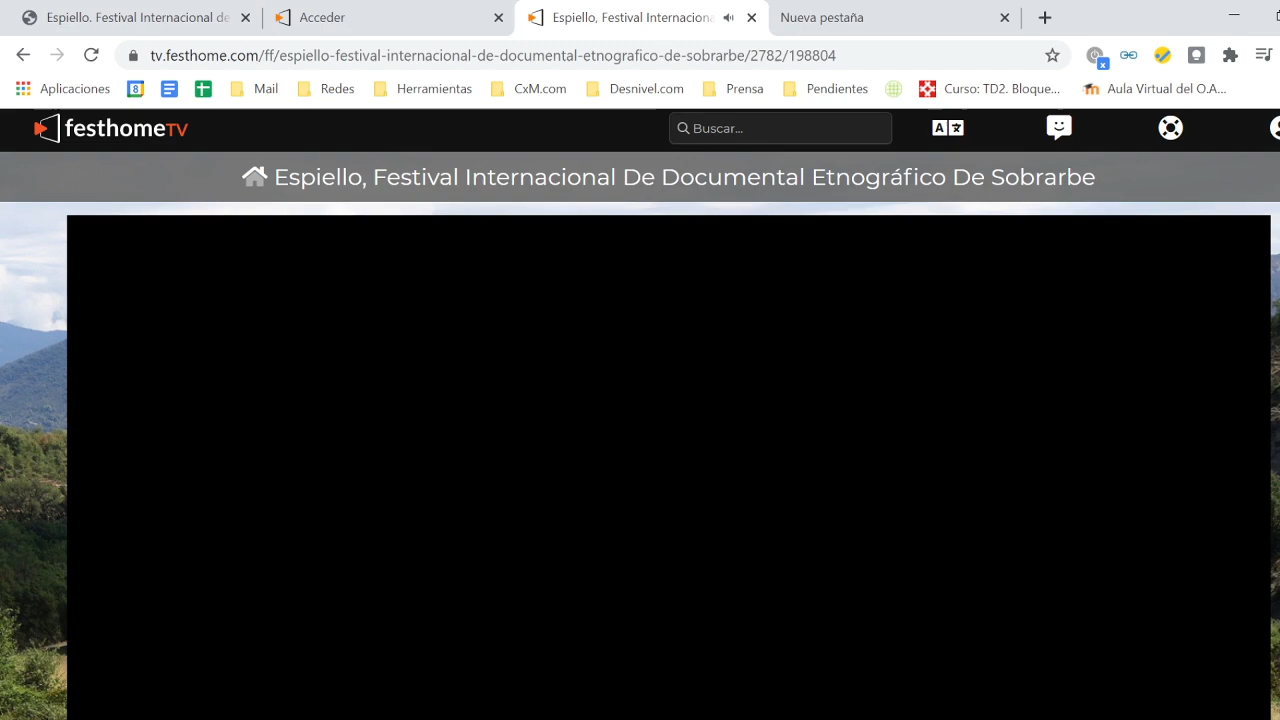 Espiello. Festival Internacional de
Acceder
Espiello, Festival Internaciona
Nueva pestaña
tv.festhome.com/ff/espiello-festival-internacional-de-documental-etnografico-de-sobrarbe/2782/198804
Aplicaciones 8 Mail Redes Herramientas CxM.com Desnivel.com Prensa Pendientes Curso: TD2. Bloque... Aula Virtual del O.A...
festhomeTV
Buscar...
Espiello, Festival Internacional De Documental Etnográfico De Sobrarbe